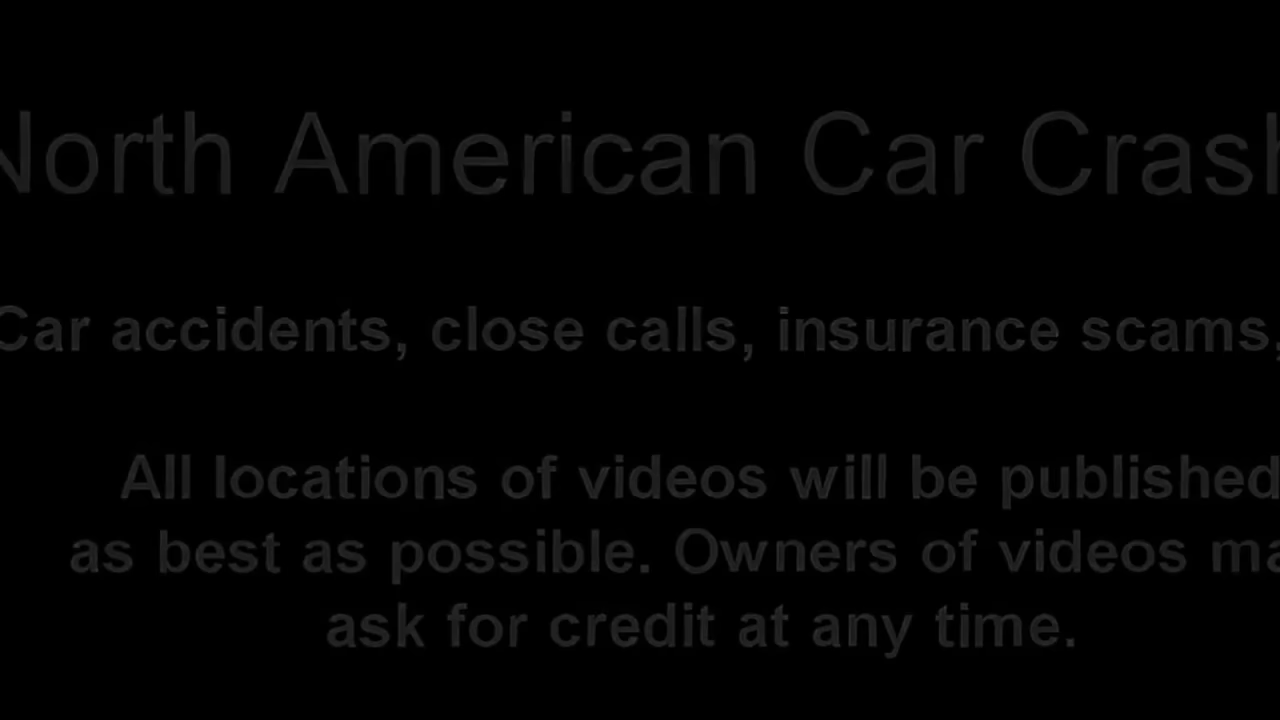 North American Car Crash
Car accidents, close calls, insurance scams,
All locations of videos will be published
as best as possible. Owners of videos ma
ask for credit at any time.